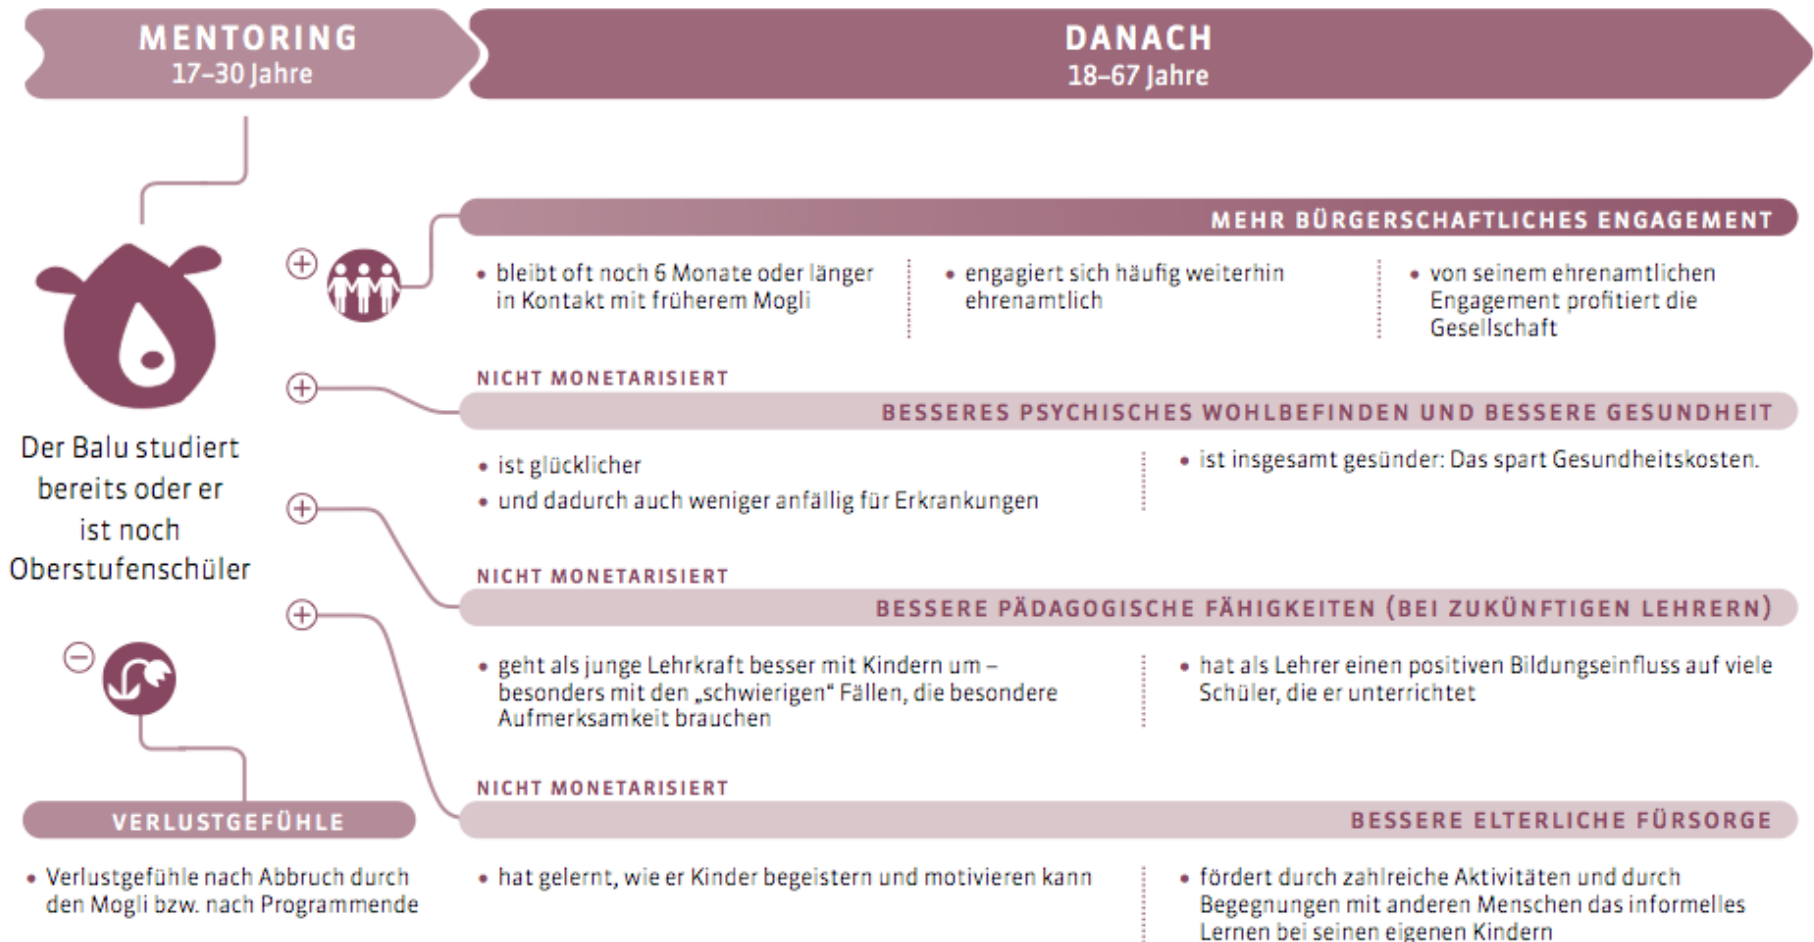 MENTORING
17–30 Jahre
DANACH
18–67 Jahre
Der Balu studiert
bereits oder er
ist noch
Oberstufenschüler
VERLUSTGEFÜHLE
• Verlustgefühle nach Abbruch durch
den Mogli bzw. nach Programmende
MEHR BÜRGERSCHAFTLICHES ENGAGEMENT
• bleibt oft noch 6 Monate oder länger
in Kontakt mit früherem Mogli
• engagiert sich häufig weiterhin
ehrenamtlich
• von seinem ehrenamtlichen
Engagement profitiert die
Gesellschaft
NICHT MONETARISIERT
BESSERES PSYCHISCHES WOHLBEFINDEN UND BESSERE GESUNDHEIT
• ist glücklicher
• und dadurch auch weniger anfällig für Erkrankungen
• ist insgesamt gesünder: Das spart Gesundheitskosten.
NICHT MONETARISIERT
BESSERE PÄDAGOGISCHE FÄHIGKEITEN (BEI ZUKÜNFTIGEN LEHRERN)
• geht als junge Lehrkraft besser mit Kindern um –
besonders mit den „schwierigen“ Fällen, die besondere
Aufmerksamkeit brauchen
• hat als Lehrer einen positiven Bildungseinfluss auf viele
Schüler, die er unterrichtet
NICHT MONETARISIERT
BESSERE ELTERLICHE FÜRSORGE
• hat gelernt, wie er Kinder begeistern und motivieren kann
• fördert durch zahlreiche Aktivitäten und durch
Begegnungen mit anderen Menschen das informelles
Lernen bei seinen eigenen Kindern